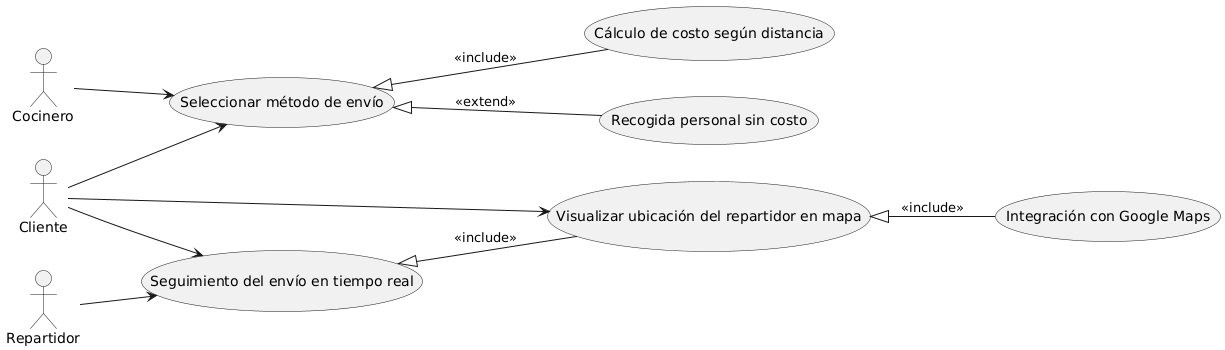 Cálculo de costo según distancia
«include»
Seleccionar método de envío
«extend»
Cocinero
Recogida personal sin costo
Cliente
Visualizar ubicación del repartidor en mapa
«include»
Integración con Google Maps
«include»
Seguimiento del envío en tiempo real
Repartidor